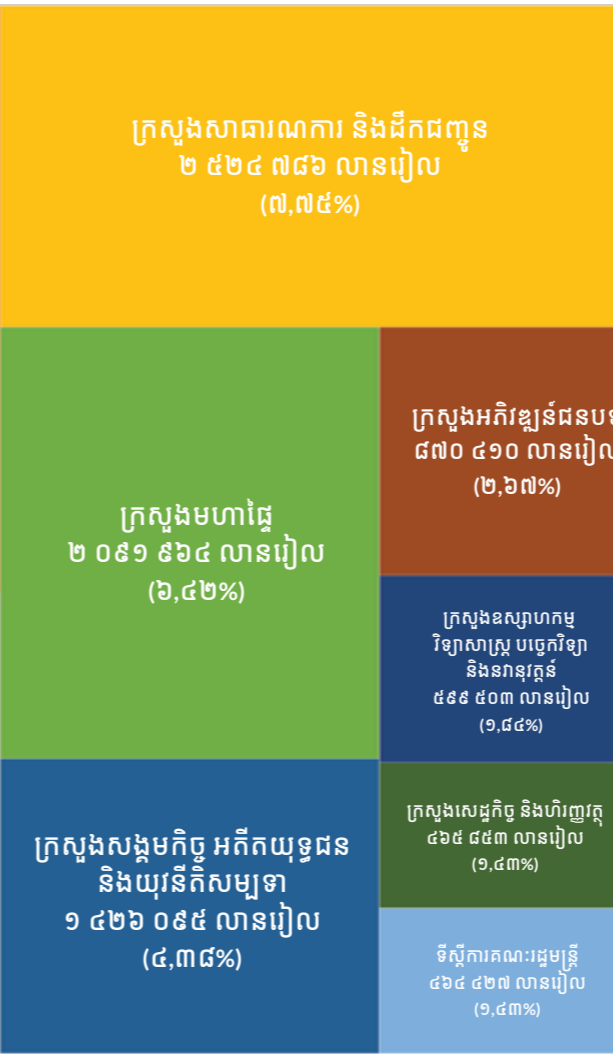 ក្រសួងសាធារណការ និងដឹកជញ្ជូន
២ ៥២៤ ៧៨៦ លានរៀល
(៧,៧៥%)
ក្រសួងមហាផ្ទៃ
២ ០៩១ ៩៦៤ លានរៀល
(៦,៤២%)
ក្រសួងសង្គមកិច្ច អតីតយុទ្ធជន
និងយុវនីតិសម្បទា
១ ៤២៦ ០៩៥ លានរៀល
(៤,៣៨%)
ក្រសួងអភិវឌ្ឍន៍ជនបទ
៨៧០ ៤១០ លានរៀល
(២,៦៧%)
ក្រសួងឧស្សាហកម្ម
វិទ្យាសាស្ត្រ បច្ចេកវិទ្យា
និងនវានុវត្តន៍
៥៩៩ ៥០៣ លានរៀល
(១,៨៤%)
ក្រសួងសេដ្ឋកិច្ច និងហិរញ្ញវត្ថុ
៤៦៥ ៨៥៣ លានរៀល
(១,៤៣%)
ទីស្តីការគណៈរដ្ឋមន្ត្រី
៤៦៤ ៤២៧ លានរៀល
(១,៤៣%)